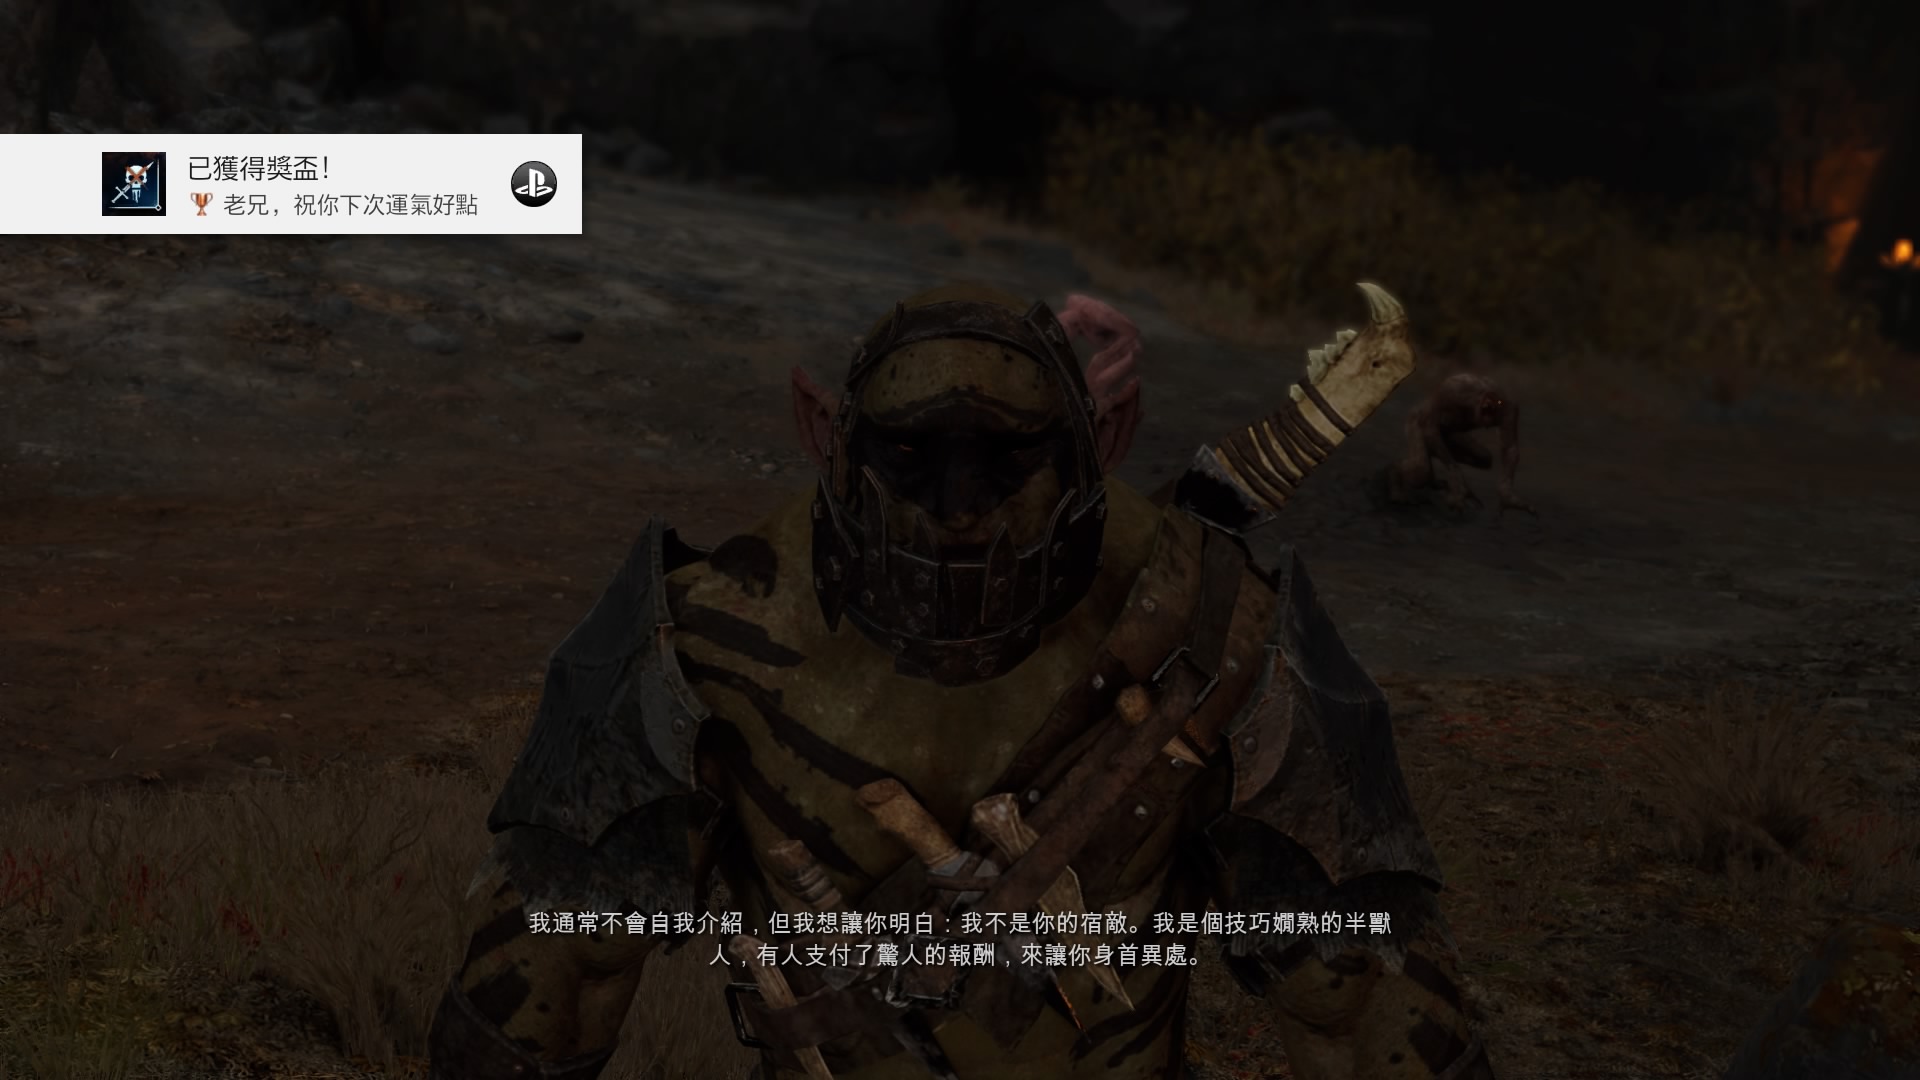 已獲得獎盃！
老兄，祝你下次運氣好點
我通常不會自我介紹，但我想讓你明白：我不是你的宿敵。我是個技巧嫺熟的半獸
人，有人支付了驚人的報酬，來讓你身首異處。